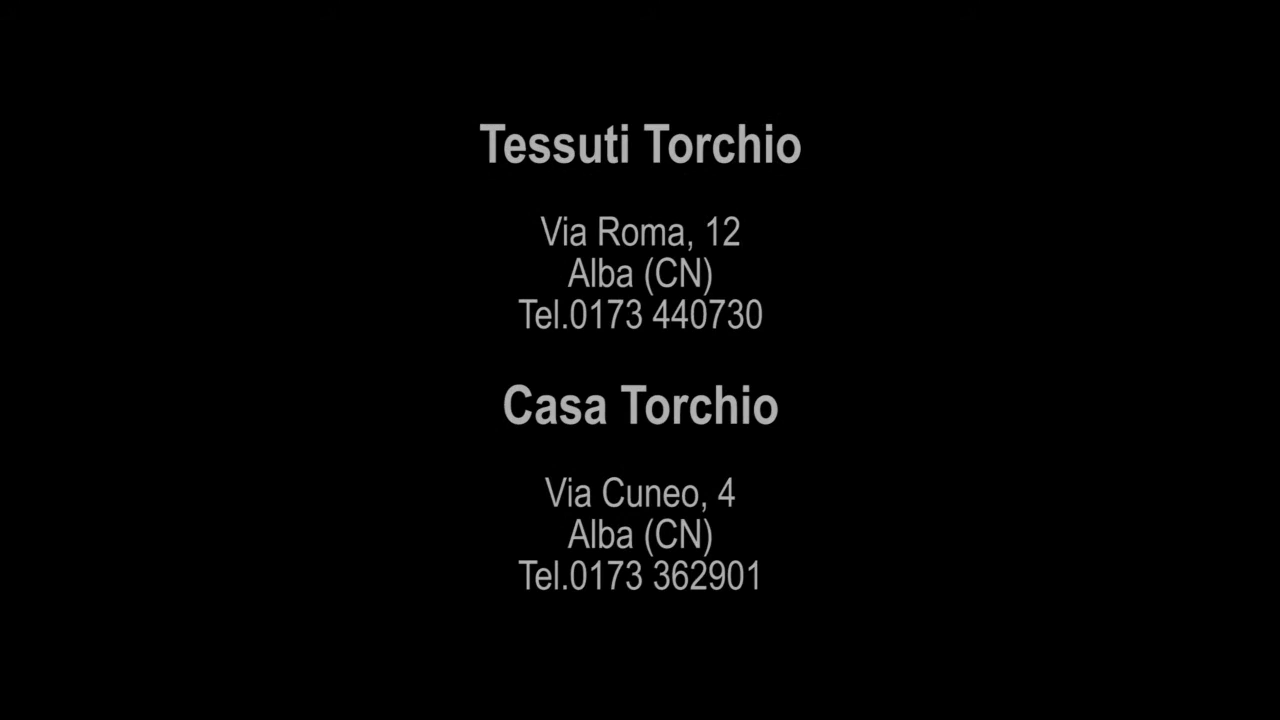 Tessuti Torchio
Via Roma, 12
Alba (CN)
Tel.0173 440730
Casa Torchio
Via Cuneo, 4
Alba (CN)
Tel.0173 362901